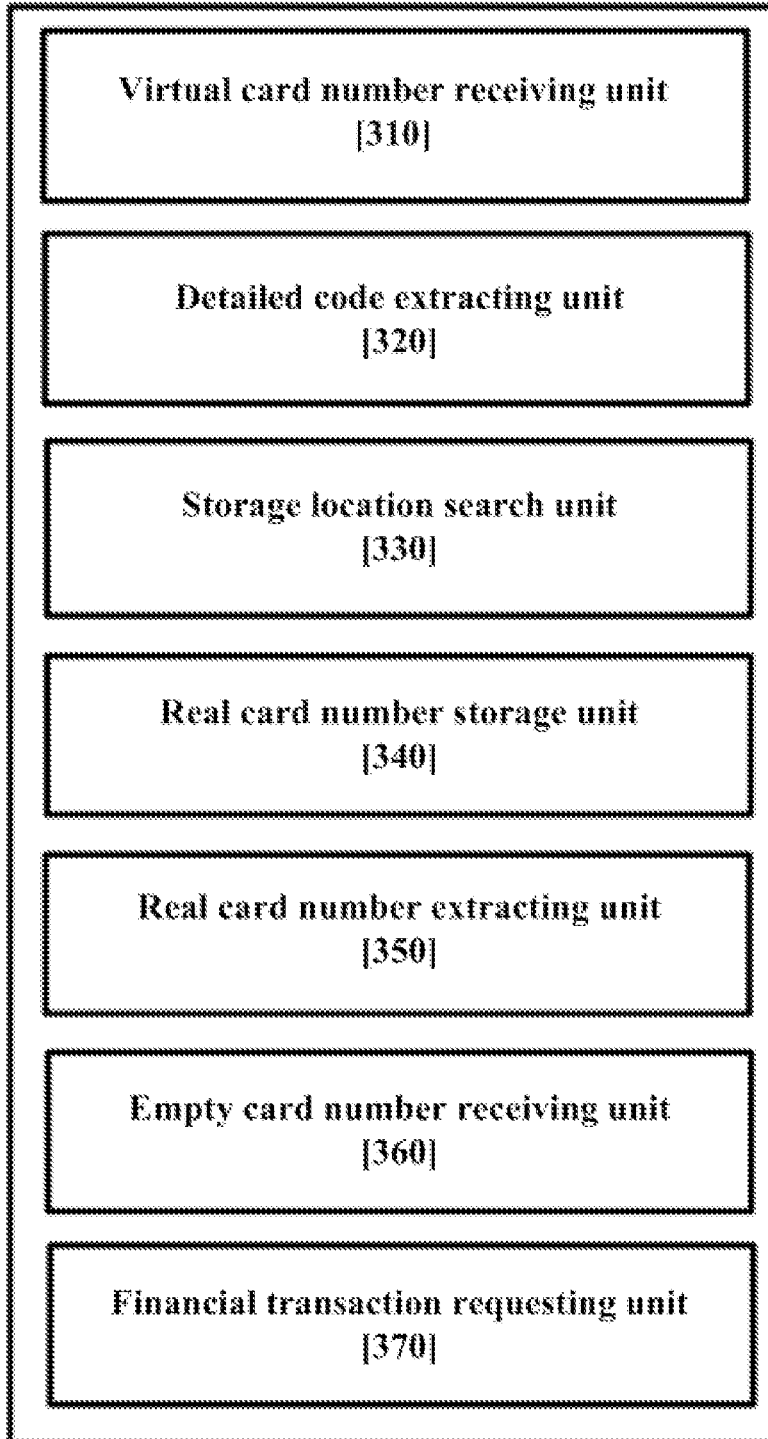 Virtual card number receiving unit
[310]
Detailed code extracting unit
[320]
Storage location search unit
[330]
Real card number storage unit
[340]
Real card number extracting unit
[350]
Empty card number receiving unit
[360]
Financial transaction requesting unit
[370]